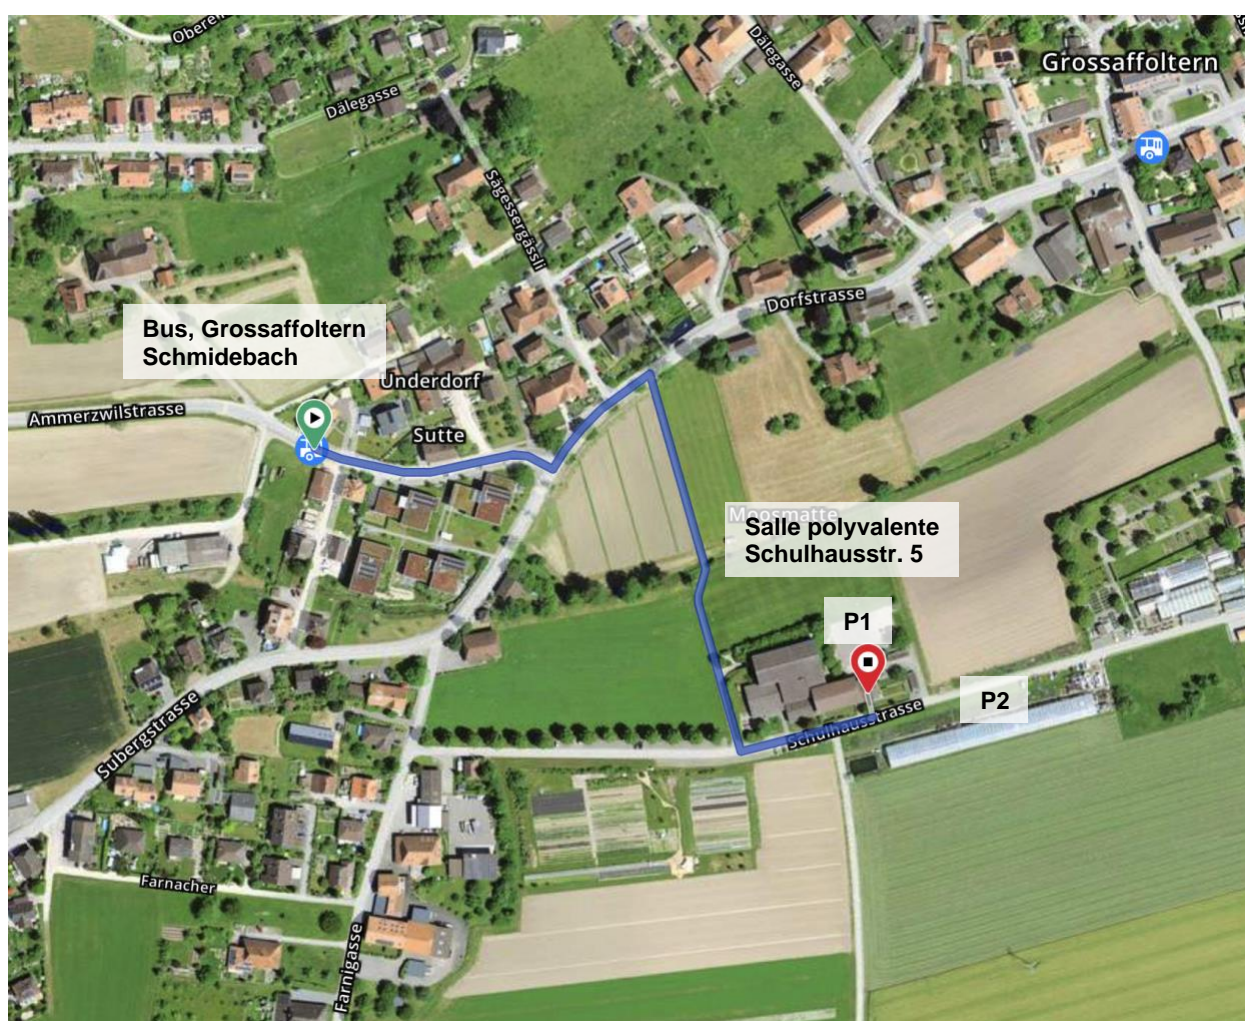 Oberei
Dälegasse
Grossaffoltern
Dälegasse
Sägessergässli
Dorfstrasse
Bus, Grossaffoltern
Schmidebach
Underdorf
Ammerzwilstrasse
Sutte
Moosmatte
Salle polyvalente
Schulhausstr. 5
P1
P2
Schulhausstrasse
Subergstrasse
Farnacher
Farnigasse